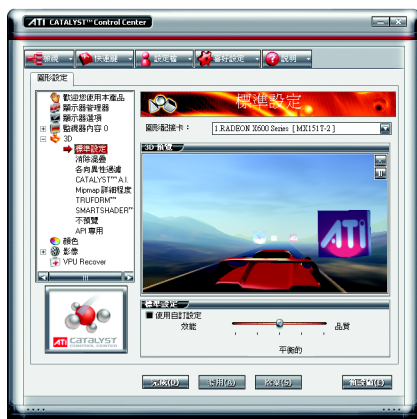 ATI CATALYST™ Control Center
檢視
快速鍵
設定檔
喜好設定
說明
圖形設定
歡迎您使用本產品
顯示器管理器
顯示器選項
監視器內容 0
3D
標準設定
消除混疊
各向異性過濾
CATALYST™ A.I.
Mipmap 詳細程度
TRUFORM™
SMARTSHADER™
不預覽
API 專用
顏色
影像
VPU Recover
ATI CATALYST
CONTROL CENTER
標準設定
圖形配接卡：
1.RADEON X600 Series [ MX151T-2 ]
3D 預覽
ATI
標準設定
使用自訂設定
效能
品質
平衡的
完成(O)
套用(A)
預設值(E)